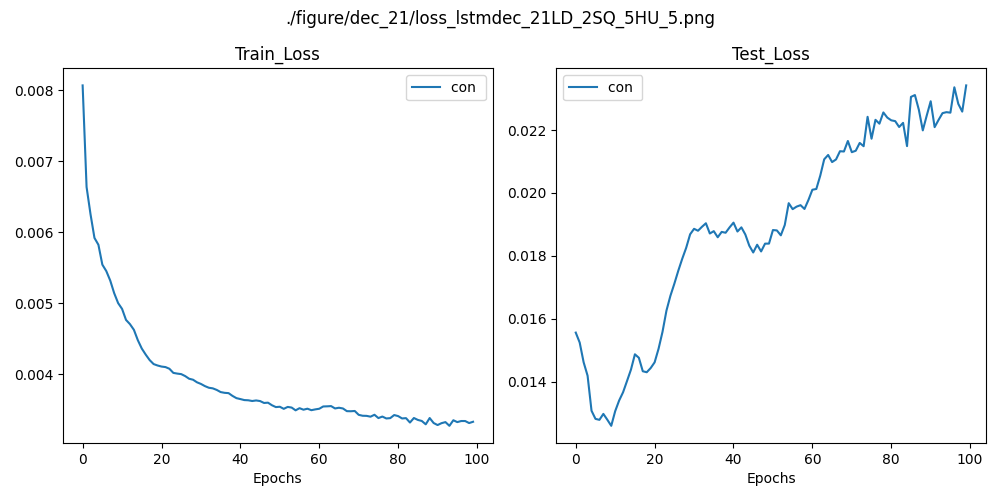 ./figure/dec_21/loss_lstmdec_21LD_2SQ_5HU_5.png
Train_Loss
con
0.008
0.007
0.006
0.005
0.004
0 20 40 60 80 100
Epochs
Test_Loss
con
0.022
0.020
0.018
0.016
0.014
0 20 40 60 80 100
Epochs